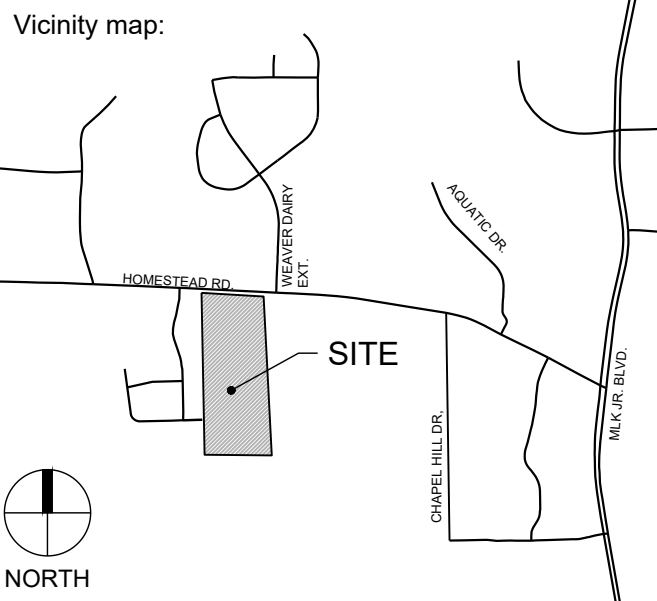 Vicinity map:
WEAVER DAIRY
EXT.
AQUATIC DR.
HOMESTEAD RD.
SITE
MLK JR. BLVD.
CHAPEL HILL DR,
NORTH